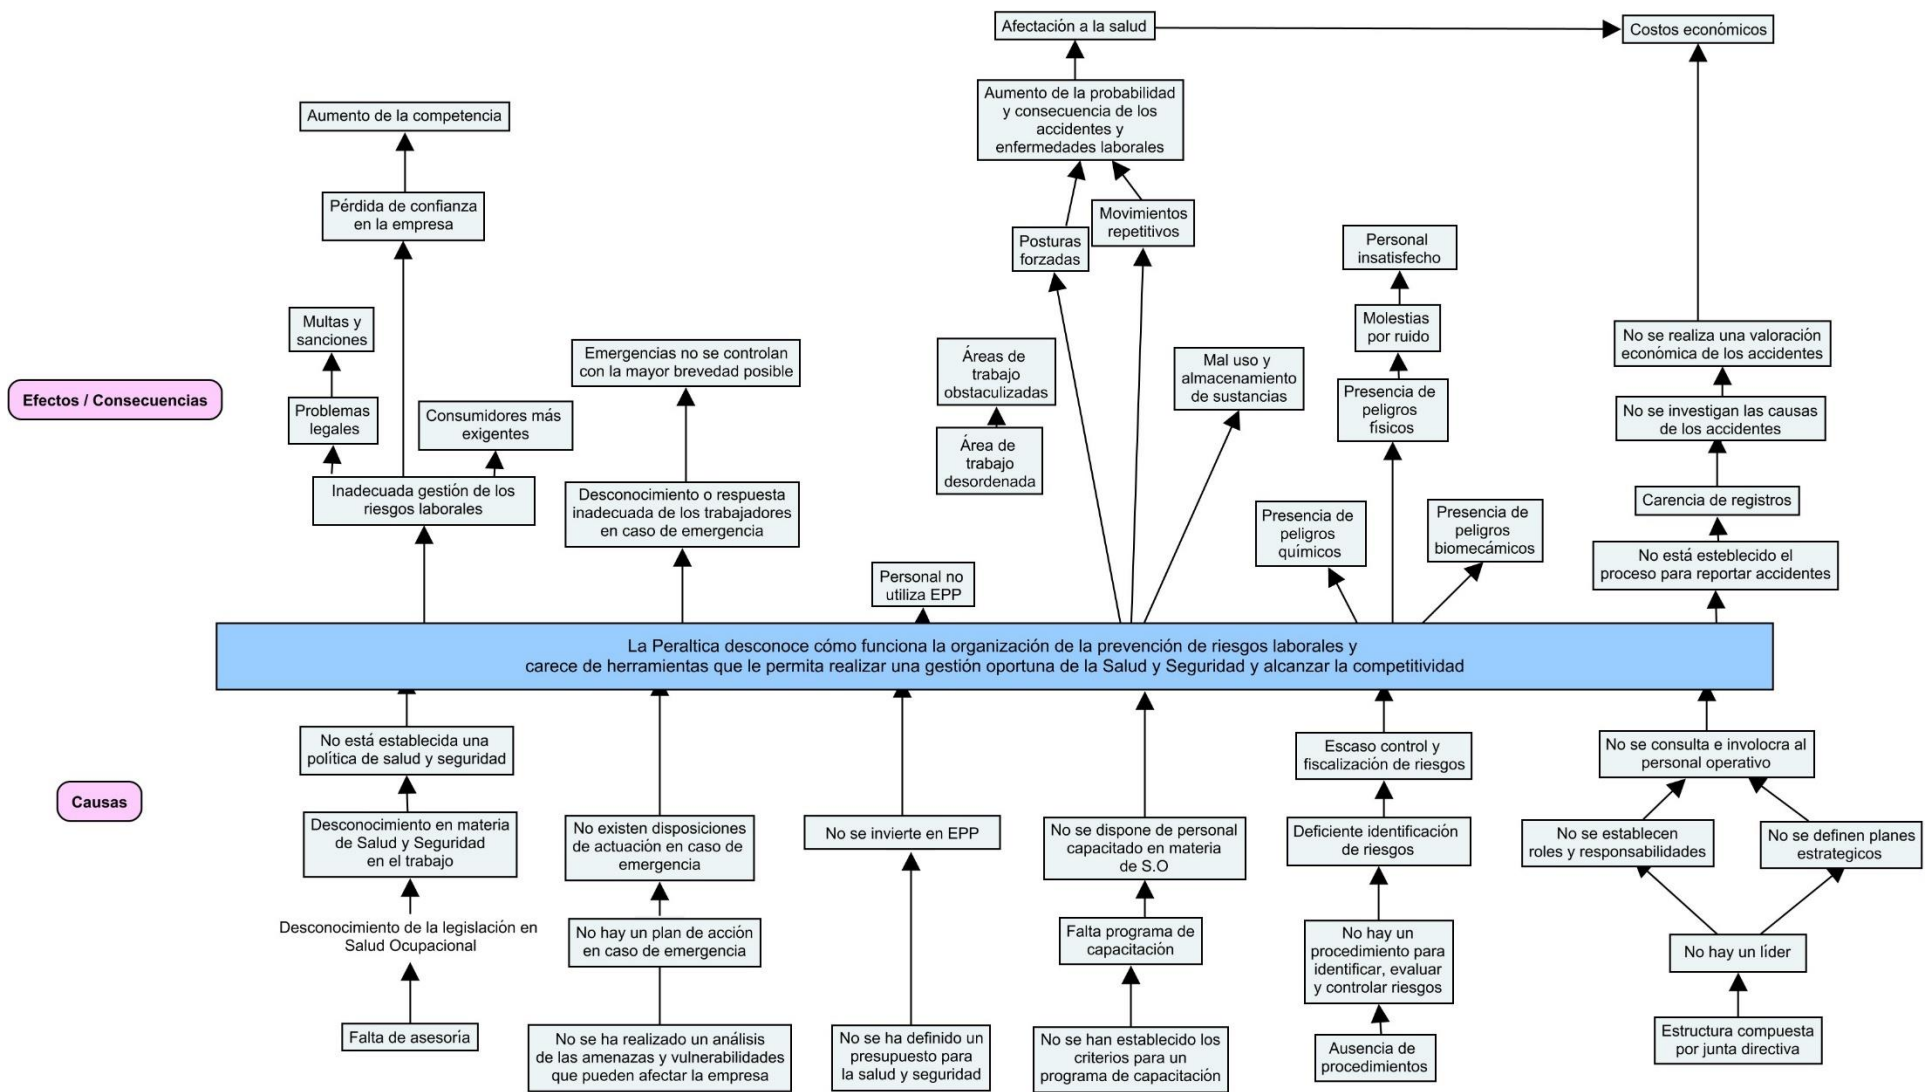 Afectación a la salud
Costos económicos
Aumento de la probabilidad
y consecuencia de los
accidentes y
enfermedades laborales
Aumento de la competencia
Pérdida de confianza
en la empresa
Movimientos
repetitivos
Posturas
forzadas
Personal
insatisfecho
Multas y
sanciones
Molestias
por ruido
No se realiza una valoración
económica de los accidentes
Emergencias no se controlan
con la mayor brevedad posible
Áreas de
trabajo
obstaculizadas
Mal uso y
almacenamiento
de sustancias
Efectos / Consecuencias
Problemas
legales
Consumidores más
exigentes
Presencia de
peligros
físicos
No se investigan las causas
de los accidentes
Área de
trabajo
desordenada
Inadecuada gestión de los
riesgos laborales
Desconocimiento o respuesta
inadecuada de los trabajadores
en caso de emergencia
Carencia de registros
Presencia de
peligros
químicos
Presencia de
peligros
biomecámicos
No está esteblecido el
proceso para reportar accidentes
Personal no
utiliza EPP
La Peraltica desconoce cómo funciona la organización de la prevención de riesgos laborales y
carece de herramientas que le permita realizar una gestión oportuna de la Salud y Seguridad y alcanzar la competitividad
No está establecida una
política de salud y seguridad
Escaso control y
fiscalización de riesgos
No se consulta e involocra al
personal operativo
Causas
Desconocimiento en materia
de Salud y Seguridad
en el trabajo
No existen disposiciones
de actuación en caso de
emergencia
No se invierte en EPP
No se dispone de personal
capacitado en materia
de S.O
Deficiente identificación
de riesgos
No se establecen
roles y responsabilidades
No se definen planes
estrategicos
Desconocimiento de la legislación en
Salud Ocupacional
No hay un plan de acción
en caso de emergencia
Falta programa de
capacitación
No hay un
procedimiento para
identificar, evaluar
y controlar riesgos
No hay un líder
Falta de asesoría
No se ha realizado un análisis
de las amenazas y vulnerabilidades
que pueden afectar la empresa
No se ha definido un
presupuesto para
la salud y seguridad
No se han establecido los
criterios para un
programa de capacitación
Ausencia de
procedimientos
Estructura compuesta
por junta directiva